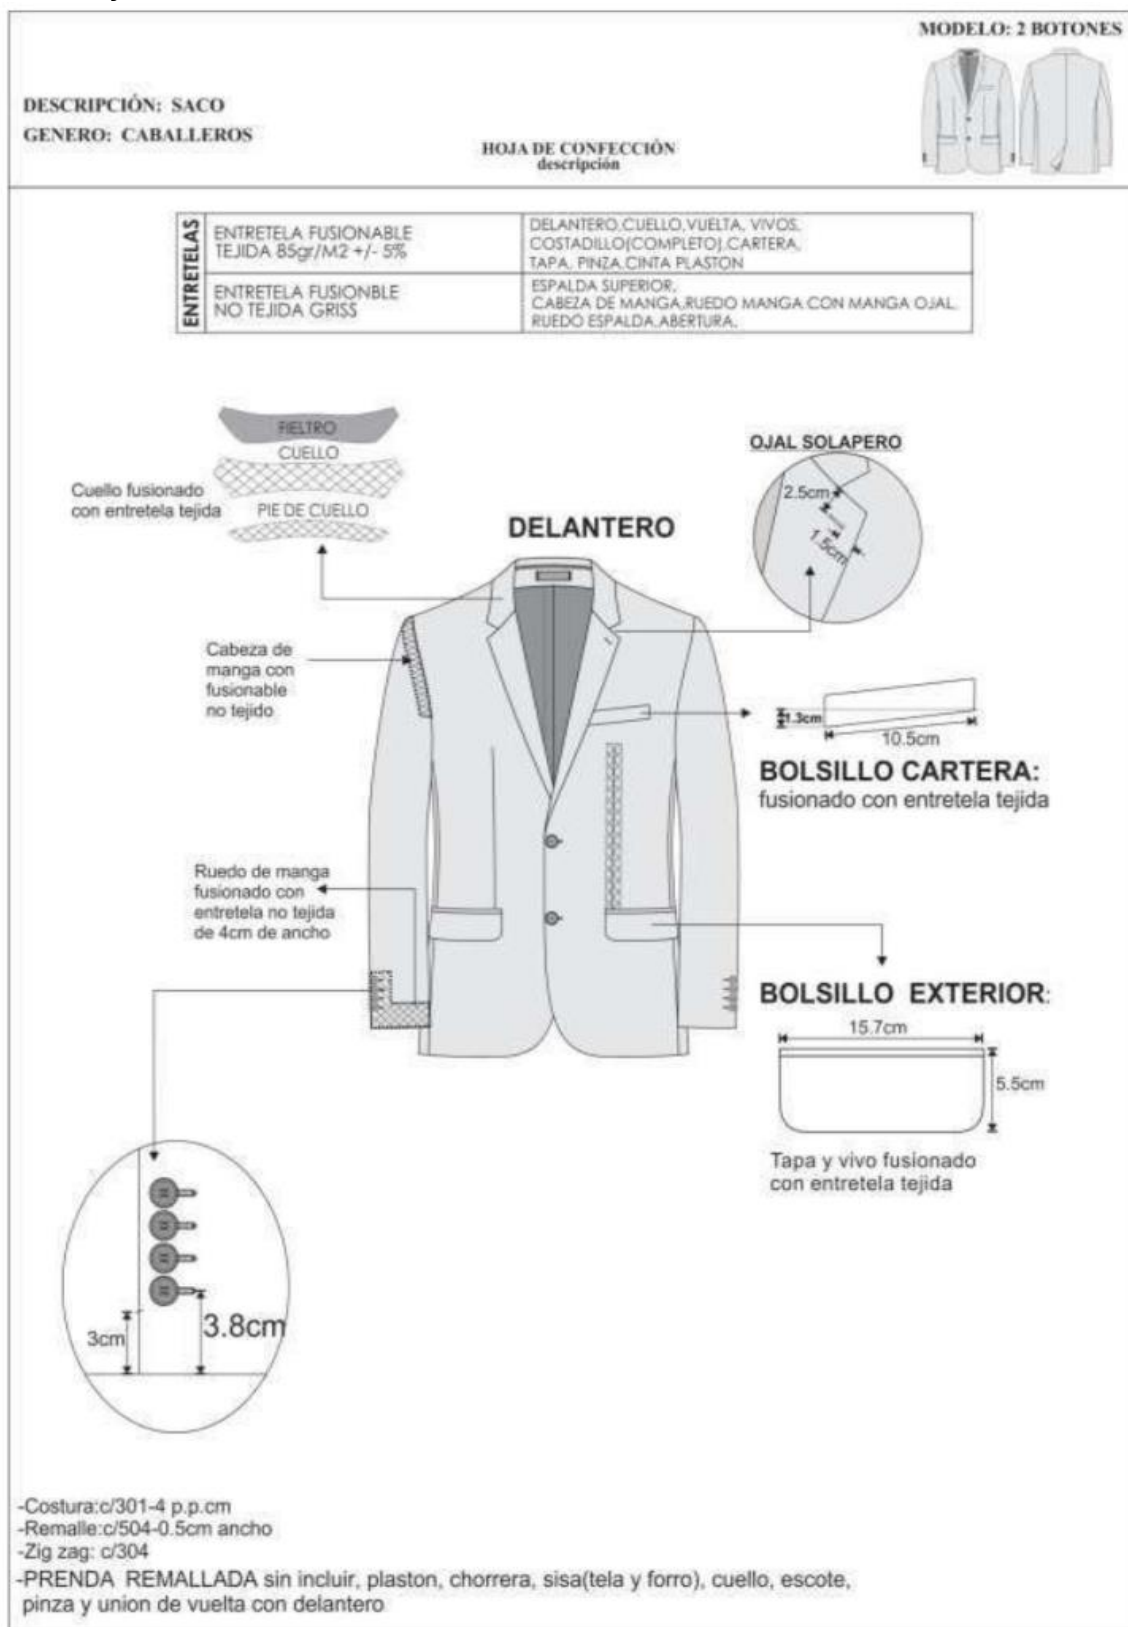 MODELO: 2 BOTONES
DESCRIPCIÓN: SACO
GENERO: CABALLEROS
HOJA DE CONFECCIÓN
descripción
ENTRETELAS
ENTRETELA FUSIONABLE
TEJIDA 85gr/M2 +/- 5%
DELANTERO,CUELLO,VUELTA, VIVOS,
COSTADILLO(COMPLETO),CARTERA,
TAPA, PINZA,CINTA PLASTON
ENTRETELA FUSIONBLE
NO TEJIDA GRISS
ESPALDA SUPERIOR,
CABEZA DE MANGA,RUEDO MANGA CON MANGA OJAL,
RUEDO ESPALDA,ABERTURA,
FIELTRO
CUELLO
Cuello fusionado
con entretela tejida
PIE DE CUELLO
DELANTERO
OJAL SOLAPERO
2.5cm
1.5cm
Cabeza de
manga con
fusionable
no tejido
1.3cm
10.5cm
BOLSILLO CARTERA:
fusionado con entretela tejida
Ruedo de manga
fusionado con
entretela no tejida
de 4cm de ancho
BOLSILLO EXTERIOR:
15.7cm
5.5cm
Tapa y vivo fusionado
con entretela tejida
3cm
3.8cm
-Costura:c/301-4 p.p.cm
-Remalle:c/504-0.5cm ancho
-Zig zag: c/304
-PRENDA REMALLADA sin incluir, plaston, chorrera, sisa(tela y forro), cuello, escote,
pinza y union de vuelta con delantero